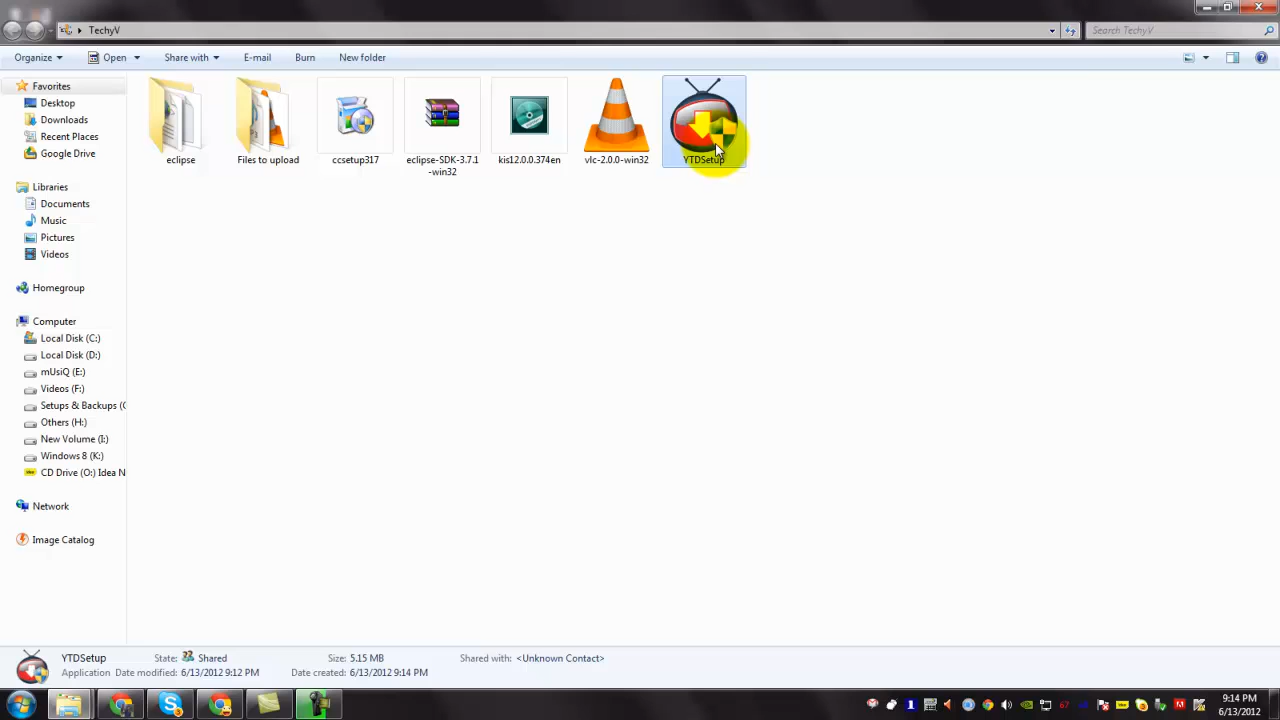 TechyV
Search TechyV
Organize
Open
Share with
E-mail
Burn
New folder
Favorites
Desktop
Downloads
Recent Places
Google Drive
Libraries
Documents
Music
Pictures
Videos
Homegroup
Computer
Local Disk (C:)
Local Disk (D:)
mUsiQ (E:)
Videos (F:)
Setups & Backups (
Others (H:)
New Volume (I:)
Windows 8 (K:)
CD Drive (O:) Idea N
Network
Image Catalog
eclipse
Files to upload
ccsetup317
eclipse-SDK-3.7.1
-win32
kis12.0.0.374en
vlc-2.0.0-win32
YTDSetup
YTDSetup
State: Shared
Size: 5.15 MB
Shared with: <Unknown Contact>
Application
Date modified: 6/13/2012 9:12 PM
Date created: 6/13/2012 9:14 PM
67
9:14 PM
6/13/2012